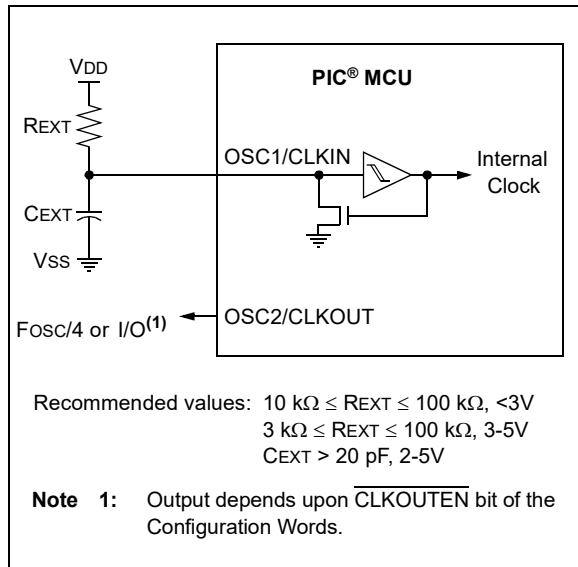 VDD
PIC® MCU
REXT
OSC1/CLKIN
Internal
Clock
CEXT
VSS
OSC2/CLKOUT
FOSC/4 or I/O(1)
Recommended values: 10 kΩ ≤ REXT ≤ 100 kΩ, <3V
3 kΩ ≤ REXT ≤ 100 kΩ, 3-5V
CEXT > 20 pF, 2-5V
Note 1: Output depends upon C̅L̅K̅O̅U̅T̅E̅N̅ bit of the
Configuration Words.